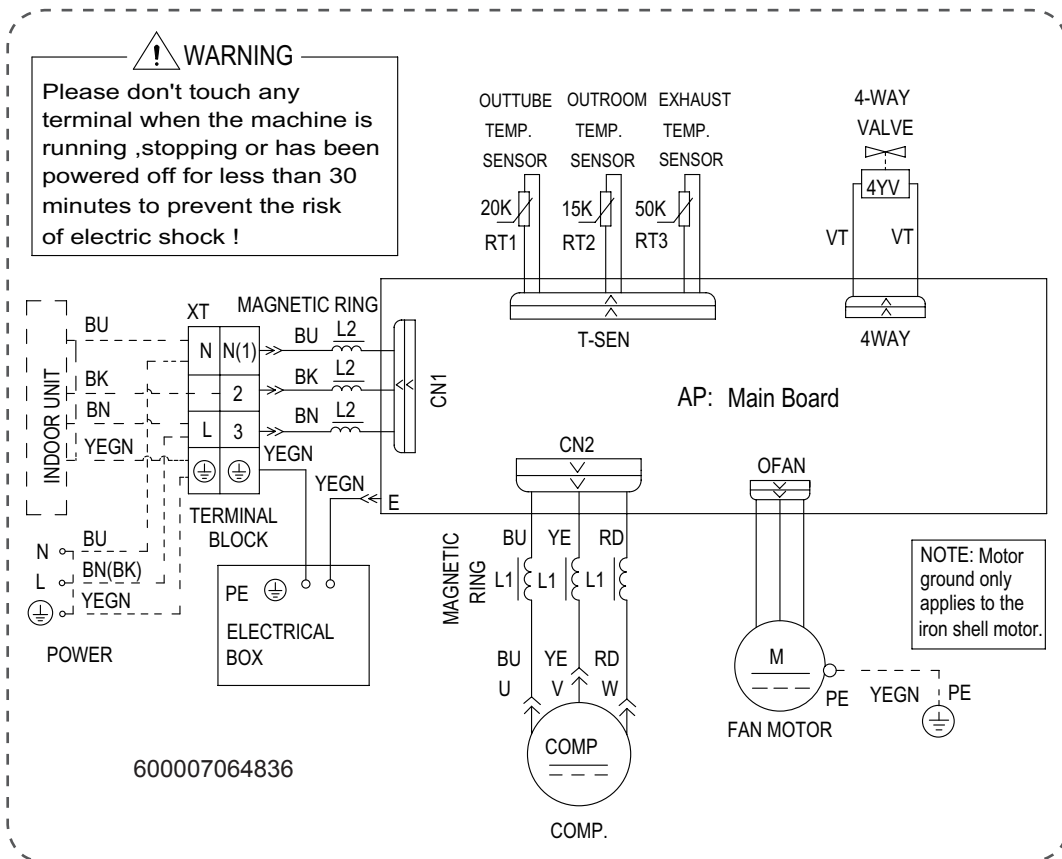 WARNING
Please don't touch any
terminal when the machine is
running ,stopping or has been
powered off for less than 30
minutes to prevent the risk
of electric shock !
OUTTUBE OUTROOM EXHAUST
TEMP. TEMP. TEMP.
SENSOR SENSOR SENSOR
20K 15K 50K
RT1 RT2 RT3
T-SEN
4-WAY
VALVE
4YV
VT VT
4WAY
AP: Main Board
INDOOR UNIT
BU
BK
BN
YEGN
XT
N N(1)
2
L 3
TERMINAL
BLOCK
MAGNETIC RING
BU L2
BK L2
BN L2
CN1
YEGN
YEGN
E
N BU
L BN(BK)
YEGN
POWER
PE
ELECTRICAL
BOX
CN2
MAGNETIC
RING
BU YE RD
L1 L1 L1
BU YE RD
U V W
COMP
COMP.
OFAN
M
PE YEGN PE
FAN MOTOR
NOTE: Motor
ground only
applies to the
iron shell motor.
600007064836